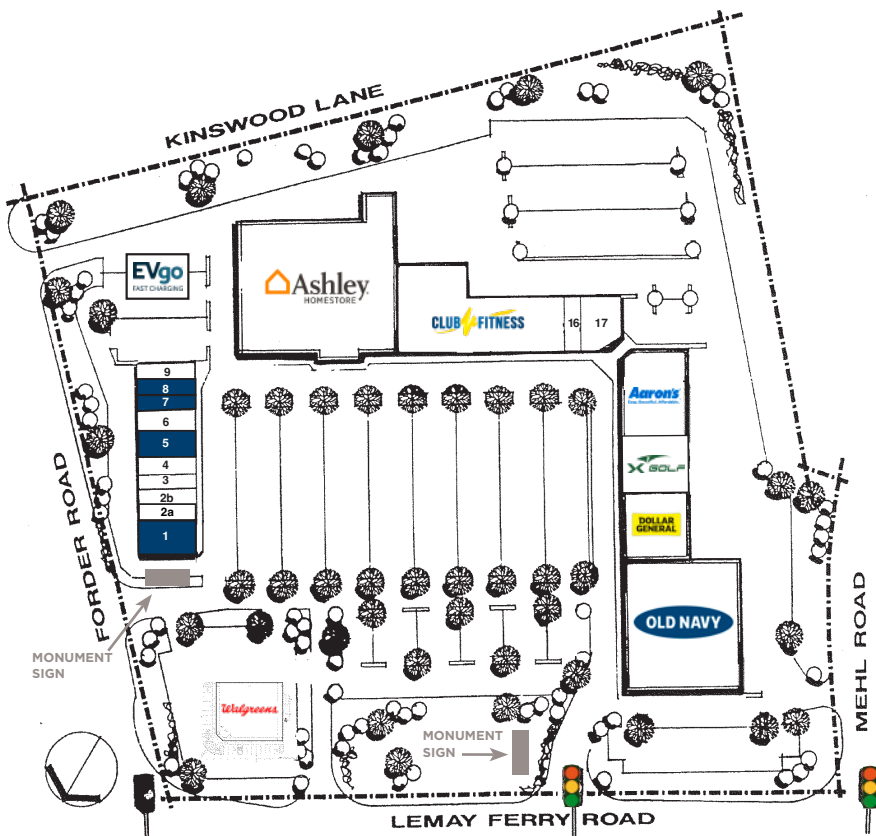 KINSWOOD LANE
EVgo
FAST CHARGING
Ashley
HOMESTORE
CLUB FITNESS
16
17
9
8
7
6
5
4
3
2b
2a
1
Aaron's
X GOLF
DOLLAR
GENERAL
OLD NAVY
FORDER ROAD
MONUMENT
SIGN
Walgreens
MONUMENT
SIGN
MEHL ROAD
LEMAY FERRY ROAD